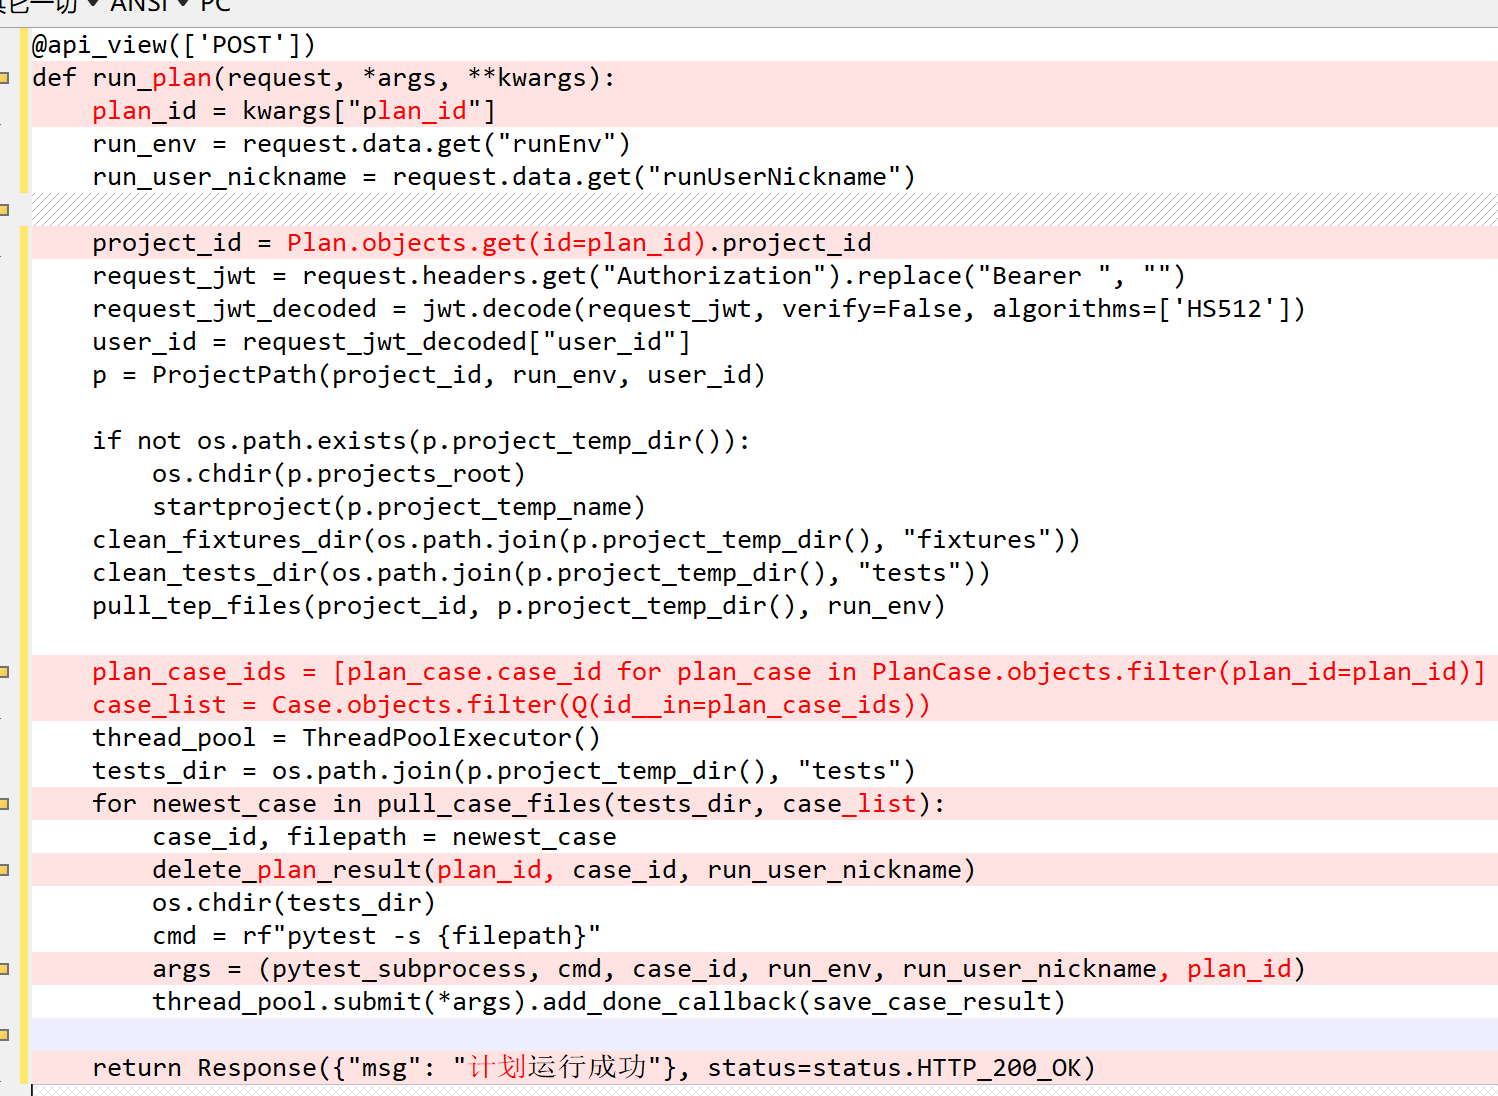 其它一切 ▾ ANSI ▾ PC
@api_view(['POST'])
def run_plan(request, *args, **kwargs):
    plan_id = kwargs["plan_id"]
    run_env = request.data.get("runEnv")
    run_user_nickname = request.data.get("runUserNickname")
    project_id = Plan.objects.get(id=plan_id).project_id
    request_jwt = request.headers.get("Authorization").replace("Bearer ", "")
    request_jwt_decoded = jwt.decode(request_jwt, verify=False, algorithms=['HS512'])
    user_id = request_jwt_decoded["user_id"]
    p = ProjectPath(project_id, run_env, user_id)
    if not os.path.exists(p.project_temp_dir()):
        os.chdir(p.projects_root)
        startproject(p.project_temp_name)
    clean_fixtures_dir(os.path.join(p.project_temp_dir(), "fixtures"))
    clean_tests_dir(os.path.join(p.project_temp_dir(), "tests"))
    pull_tep_files(project_id, p.project_temp_dir(), run_env)
    plan_case_ids = [plan_case.case_id for plan_case in PlanCase.objects.filter(plan_id=plan_id)]
    case_list = Case.objects.filter(Q(id__in=plan_case_ids))
    thread_pool = ThreadPoolExecutor()
    tests_dir = os.path.join(p.project_temp_dir(), "tests")
    for newest_case in pull_case_files(tests_dir, case_list):
        case_id, filepath = newest_case
        delete_plan_result(plan_id, case_id, run_user_nickname)
        os.chdir(tests_dir)
        cmd = rf"pytest -s {filepath}"
        args = (pytest_subprocess, cmd, case_id, run_env, run_user_nickname, plan_id)
        thread_pool.submit(*args).add_done_callback(save_case_result)
    return Response({"msg": "计划运行成功"}, status=status.HTTP_200_OK)